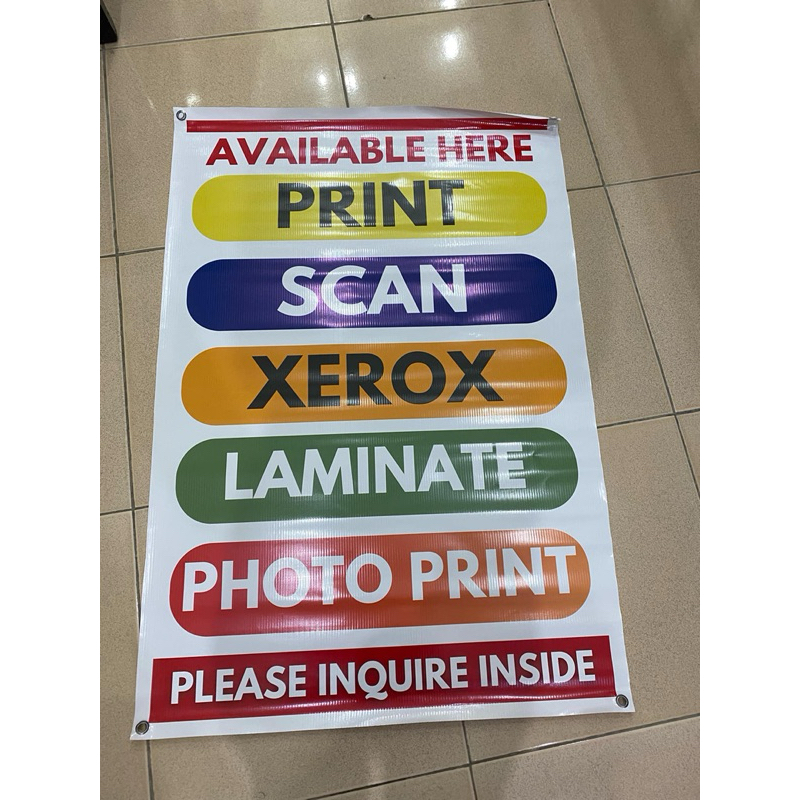 AVAILABLE HERE
PRINT
SCAN
XEROX
LAMINATE
PHOTO PRINT
PLEASE INQUIRE INSIDE